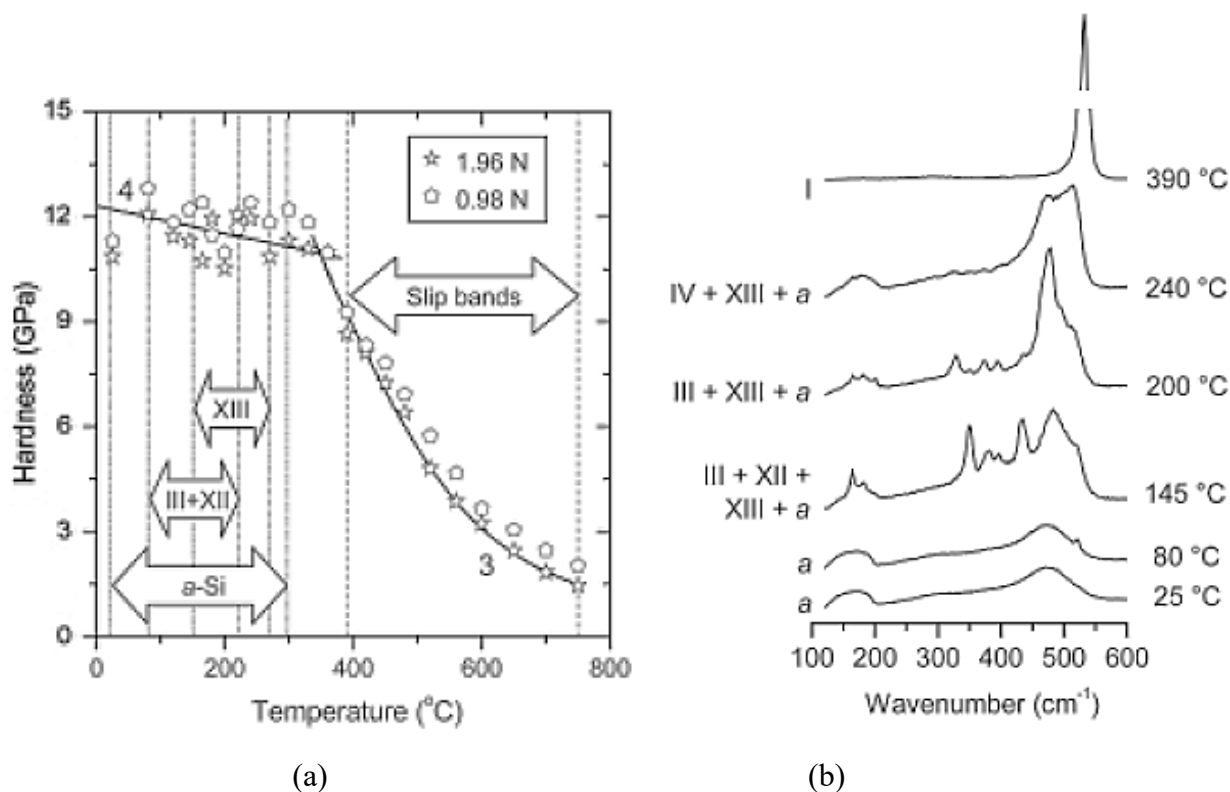 15
12
9
6
3
0
Hardness (GPa)
1.96 N
0.98 N
4
Slip bands
XIII
III+XII
a-Si
3
0 200 400 600 800
Temperature (°C)
(a)
I
390 °C
IV + XIII + a
240 °C
III + XIII + a
200 °C
III + XII +
XIII + a
145 °C
a
80 °C
a
25 °C
100 200 300 400 500 600
Wavenumber (cm⁻¹)
(b)